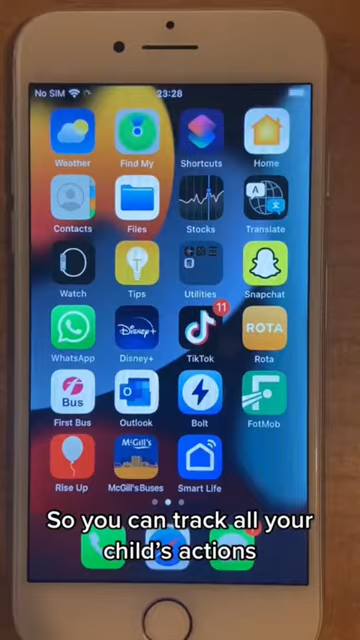 No SIM 23:28
Weather Find My Shortcuts Home
Contacts Files Stocks Translate
Watch Tips Utilities Snapchat
11
WhatsApp Disney+ TikTok Rota
ROTA
Bus
First Bus Outlook Bolt FotMob
McGill's
Rise Up McGill'sBuses Smart Life
So you can track all your
child's actions